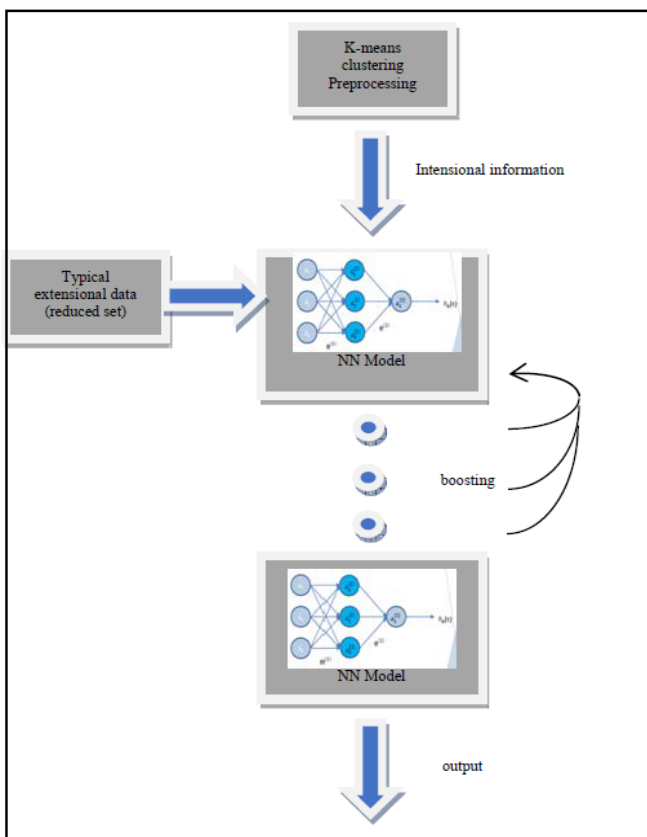 K-means
clustering
Preprocessing
Intensional information
Typical
extensional data
(reduced set)
NN Model
boosting
NN Model
output